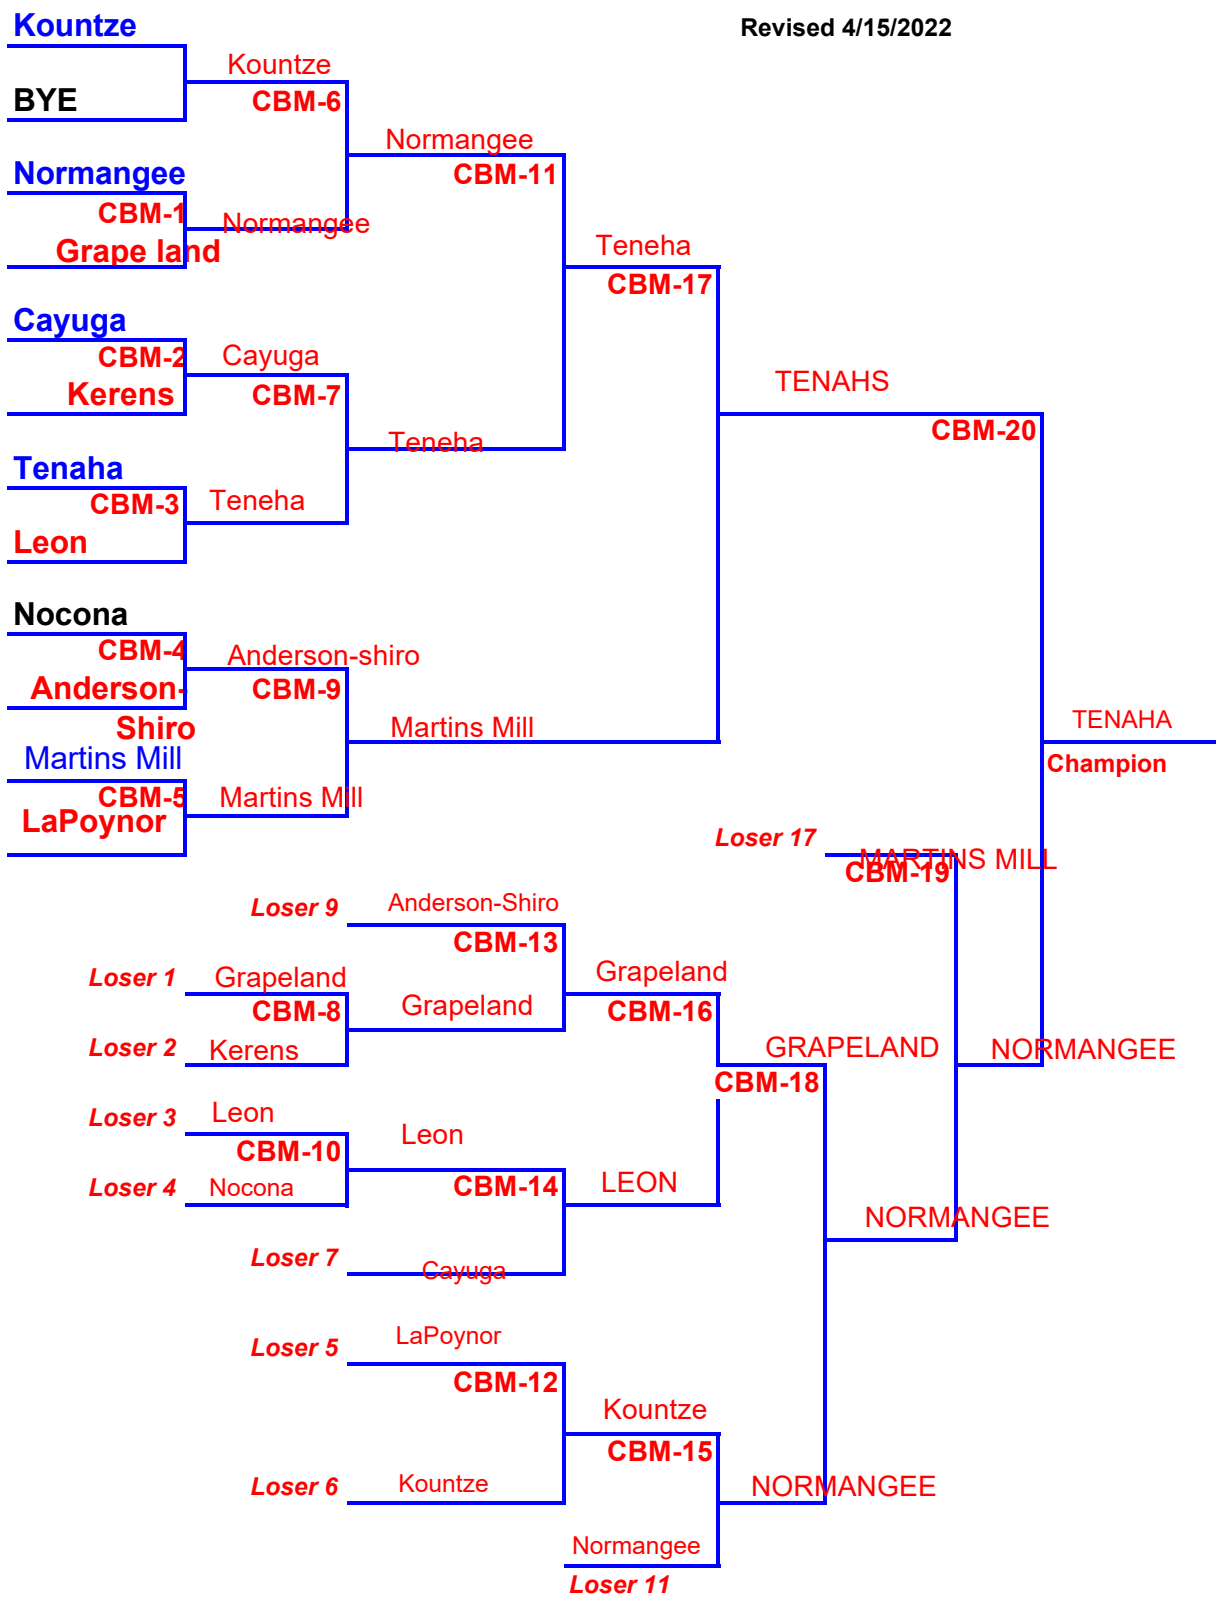 Kountze
Revised 4/15/2022
Kountze
BYE
CBM-6
Normangee
Normangee
CBM-11
CBM-1
Normangee
Grape land
Teneha
CBM-17
Cayuga
CBM-2
Cayuga
Kerens
CBM-7
TENAHS
CBM-20
Teneha
Tenaha
CBM-3
Teneha
Leon
Nocona
CBM-4
Anderson-shiro
Anderson-
CBM-9
Shiro
Martins Mill
TENAHA
Martins Mill
Champion
CBM-5
Martins Mill
LaPoynor
Loser 17
MARTINS MILL
CBM-19
Loser 9
Anderson-Shiro
CBM-13
Loser 1
Grapeland
Grapeland
CBM-8
Grapeland
CBM-16
Loser 2
Kerens
GRAPELAND
NORMANGEE
CBM-18
Loser 3
Leon
Leon
CBM-10
Loser 4
Nocona
CBM-14
LEON
NORMANGEE
Loser 7
Cayuga
Loser 5
LaPoynor
CBM-12
Kountze
CBM-15
Loser 6
Kountze
NORMANGEE
Normangee
Loser 11